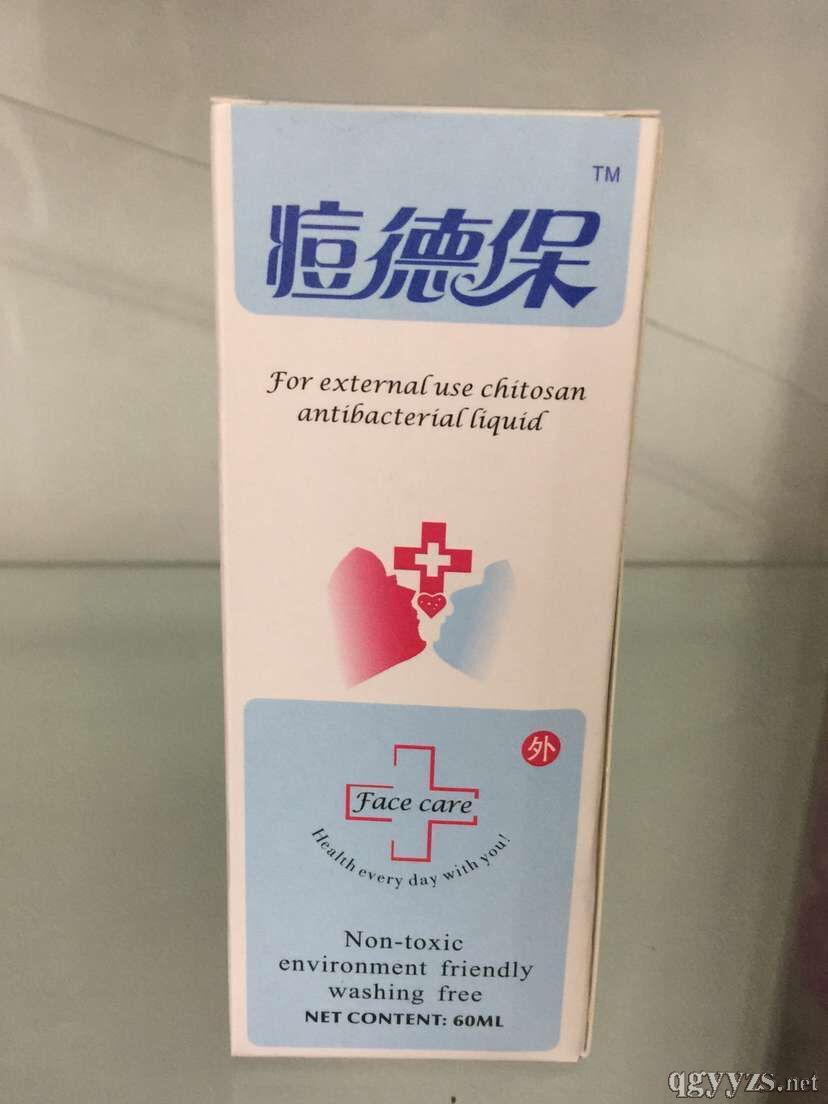 TM
痘德保
For external use chitosan
antibacterial liquid
外
Face care
Health every day with you!
Non-toxic
environment friendly
washing free
NET CONTENT: 60ML
qgyyzs.net